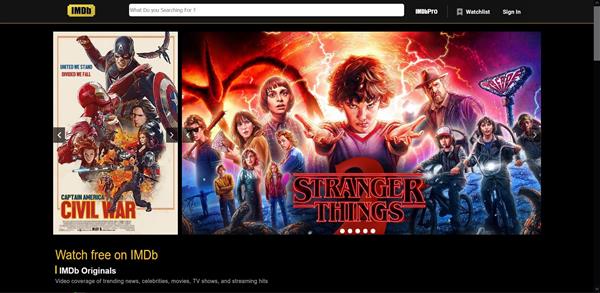 IMDb
What Do you Searching For ?
IMDbPro
Watchlist
Sign In
UNITED WE STAND
DIVIDED WE FALL
CAPTAIN AMERICA
CIVIL WAR
2
STRANGER
THINGS
Watch free on IMDb
IMDb Originals
Video coverage of trending news, celebrities, movies, TV shows, and streaming hits